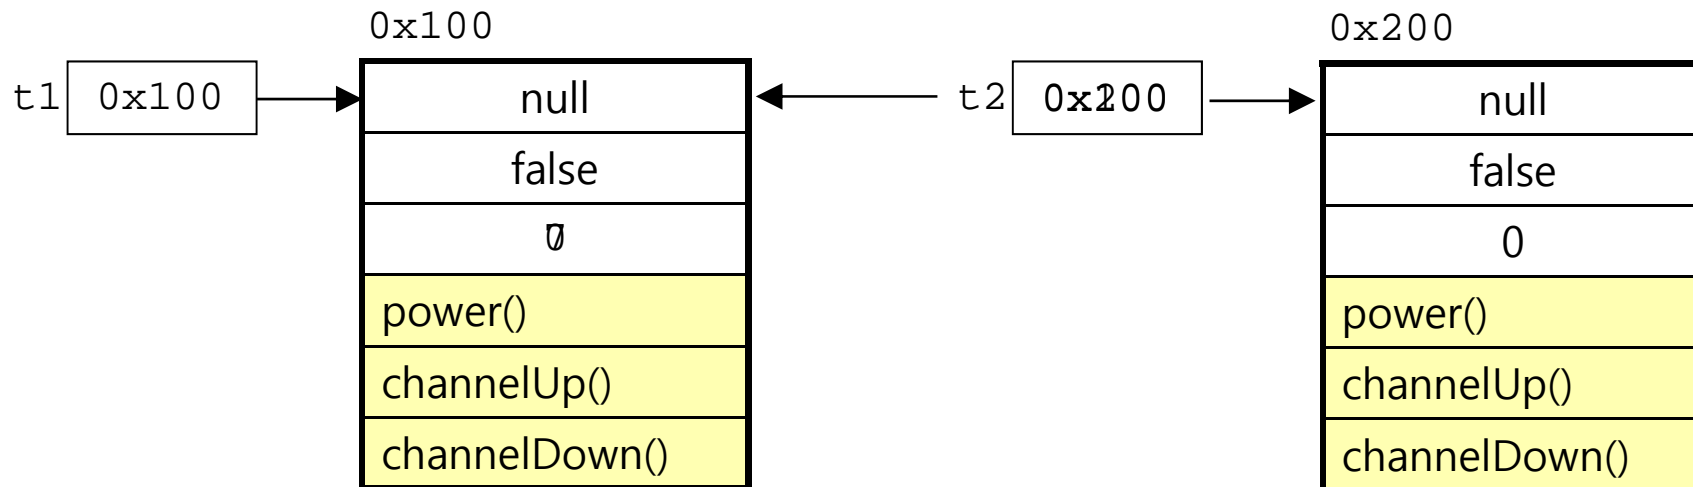 0x100
0x200
t1 0x100
null
t2
null
false
false
0
power()
power()
channelUp()
channelUp()
channelDown()
channelDown()